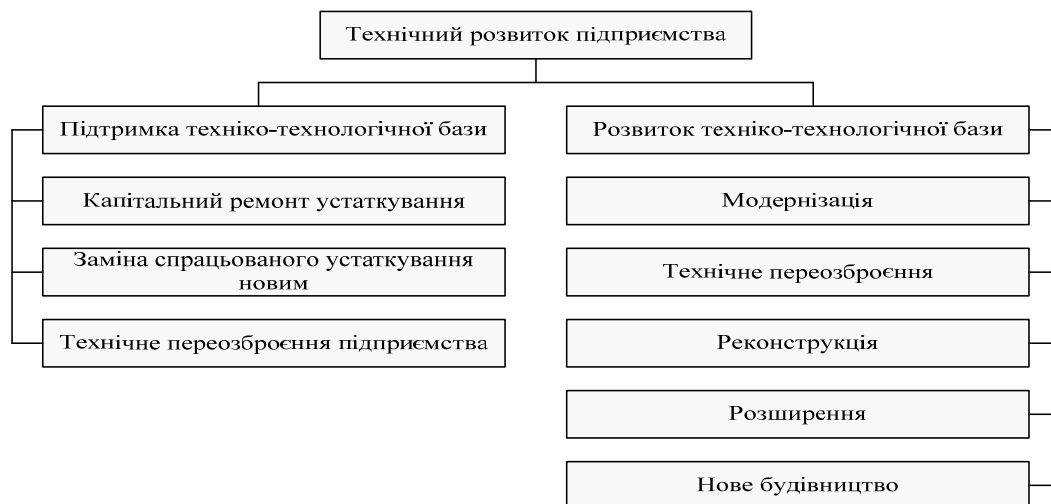 Технічний розвиток підприємства
Підтримка техніко-технологічної бази
Капітальний ремонт устаткування
Заміна спрацьованого устаткування
новим
Технічне переозброєння підприємства
Розвиток техніко-технологічної бази
Модернізація
Технічне переозброєння
Реконструкція
Розширення
Нове будівництво